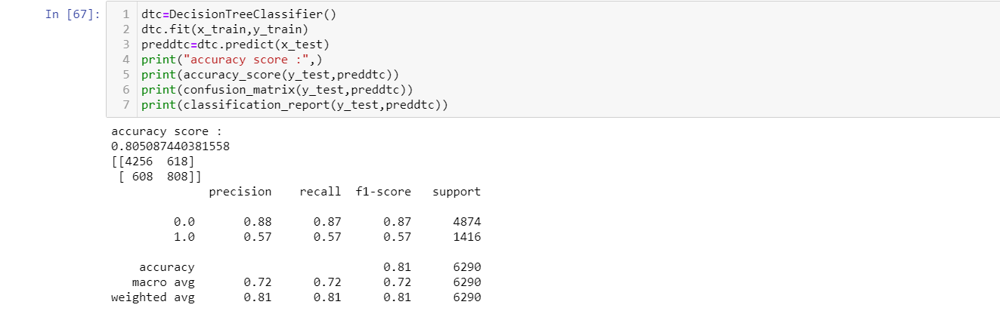 In [67]:
1 dtc=DecisionTreeClassifier()
2 dtc.fit(x_train,y_train)
3 preddtc=dtc.predict(x_test)
4 print("accuracy score :",)
5 print(accuracy_score(y_test,preddtc))
6 print(confusion_matrix(y_test,preddtc))
7 print(classification_report(y_test,preddtc))
accuracy score :
0.805087440381558
[[4256  618]
 [ 608  808]]
              precision    recall  f1-score   support
         0.0       0.88      0.87      0.87      4874
         1.0       0.57      0.57      0.57      1416
    accuracy                           0.81      6290
   macro avg       0.72      0.72      0.72      6290
weighted avg       0.81      0.81      0.81      6290